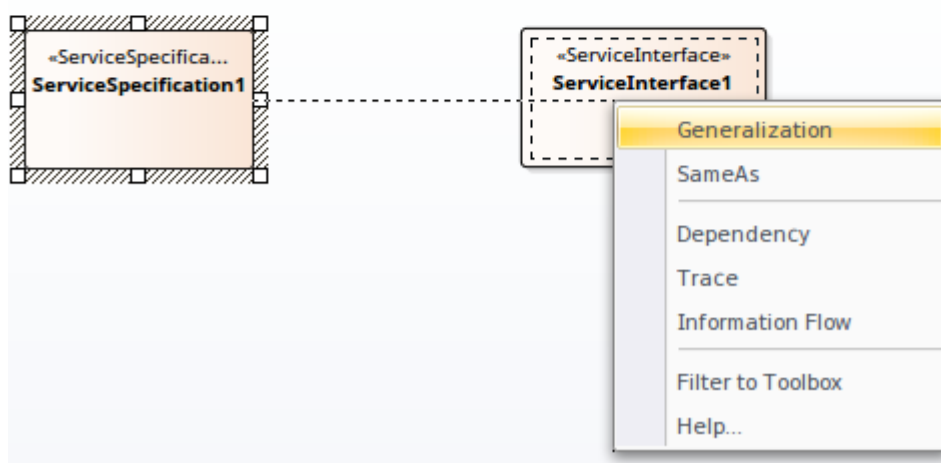 «ServiceSpecifica...
ServiceSpecification1
«ServiceInterface»
ServiceInterface1
Generalization
SameAs
Dependency
Trace
Information Flow
Filter to Toolbox
Help...